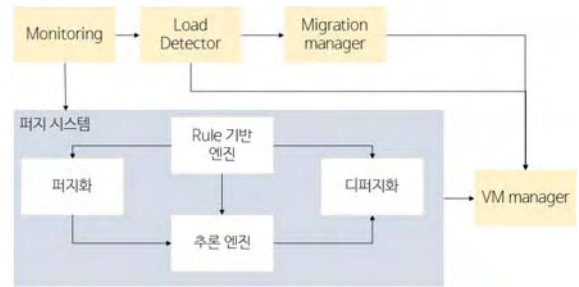 Monitoring
Load
Detector
Migration
manager
퍼지 시스템
Rule 기반
엔진
퍼지화
디퍼지화
VM manager
추론 엔진